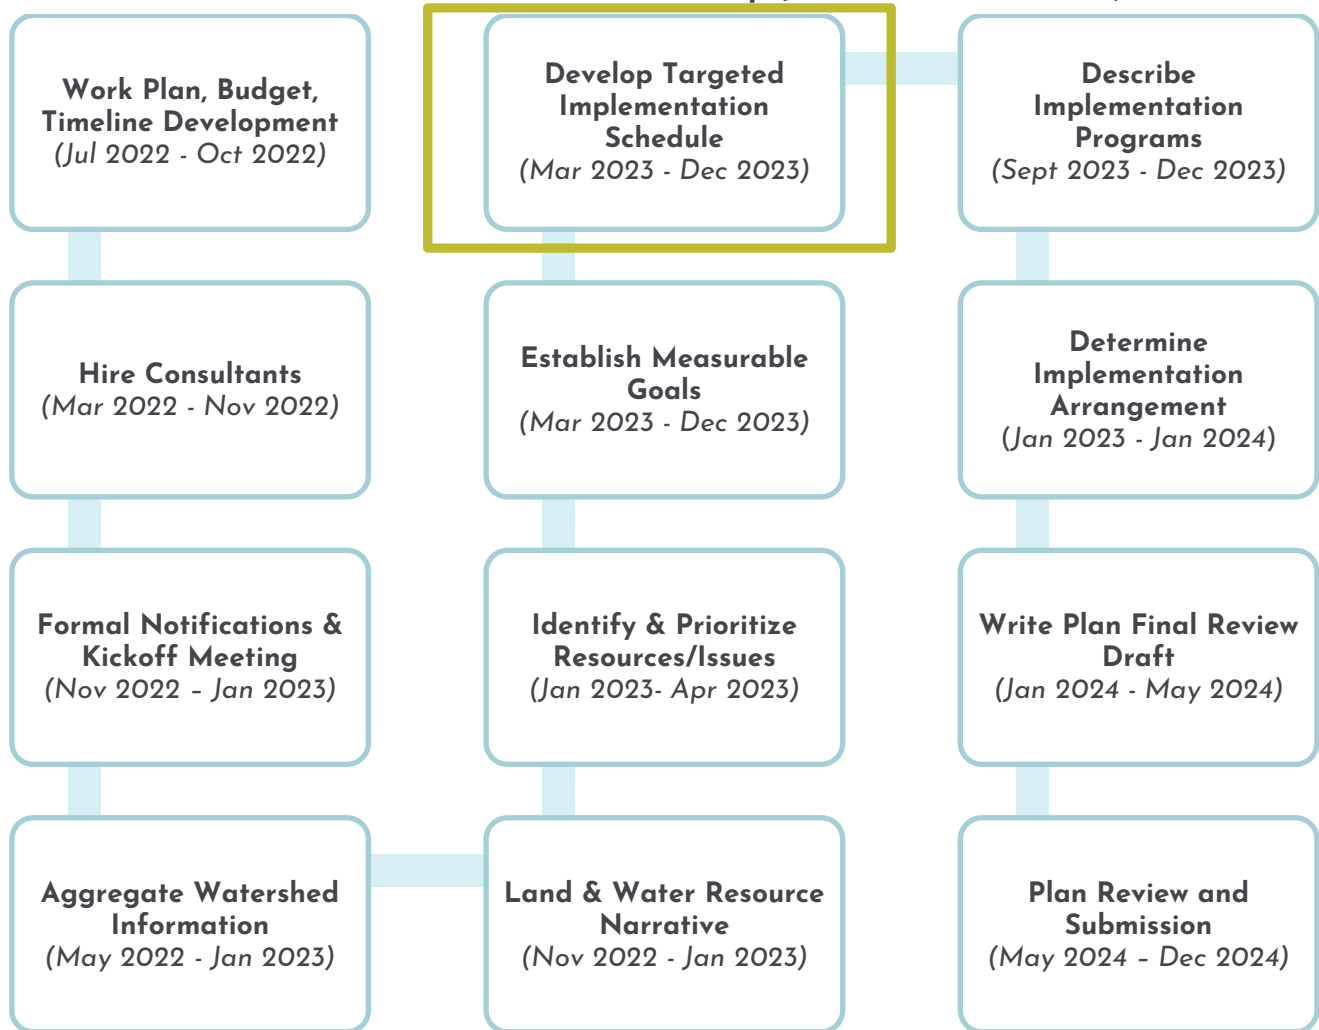 Work Plan, Budget,
Timeline Development
(Jul 2022 - Oct 2022)
Hire Consultants
(Mar 2022 - Nov 2022)
Formal Notifications &
Kickoff Meeting
(Nov 2022 – Jan 2023)
Aggregate Watershed
Information
(May 2022 - Jan 2023)
Land & Water Resource
Narrative
(Nov 2022 - Jan 2023)
Identify & Prioritize
Resources/Issues
(Jan 2023- Apr 2023)
Establish Measurable
Goals
(Mar 2023 - Dec 2023)
Develop Targeted
Implementation
Schedule
(Mar 2023 - Dec 2023)
Describe
Implementation
Programs
(Sept 2023 - Dec 2023)
Determine
Implementation
Arrangement
(Jan 2023 - Jan 2024)
Write Plan Final Review
Draft
(Jan 2024 - May 2024)
Plan Review and
Submission
(May 2024 – Dec 2024)